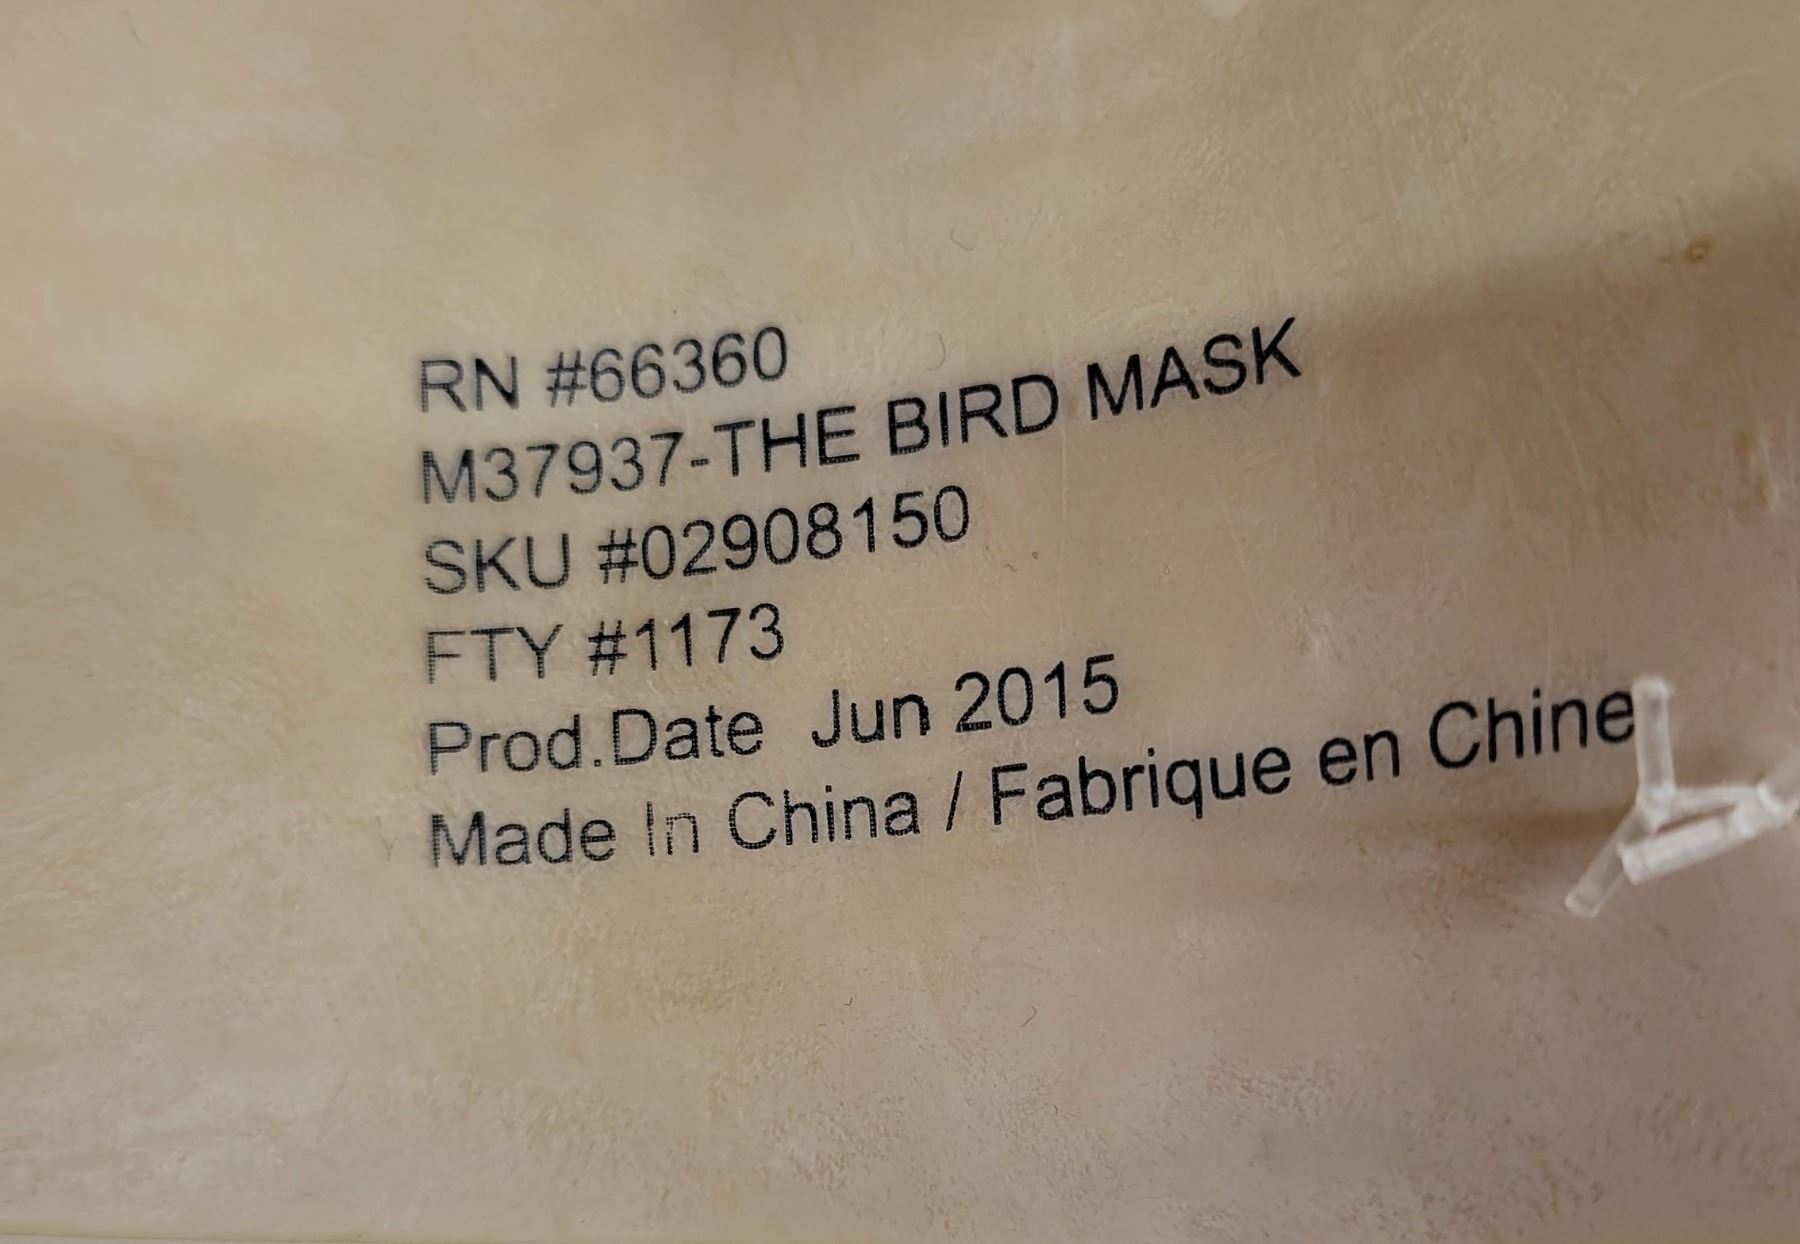 RN #66360
M37937-THE BIRD MASK
SKU #02908150
FTY #1173
Prod.Date Jun 2015
Made In China / Fabrique en Chine